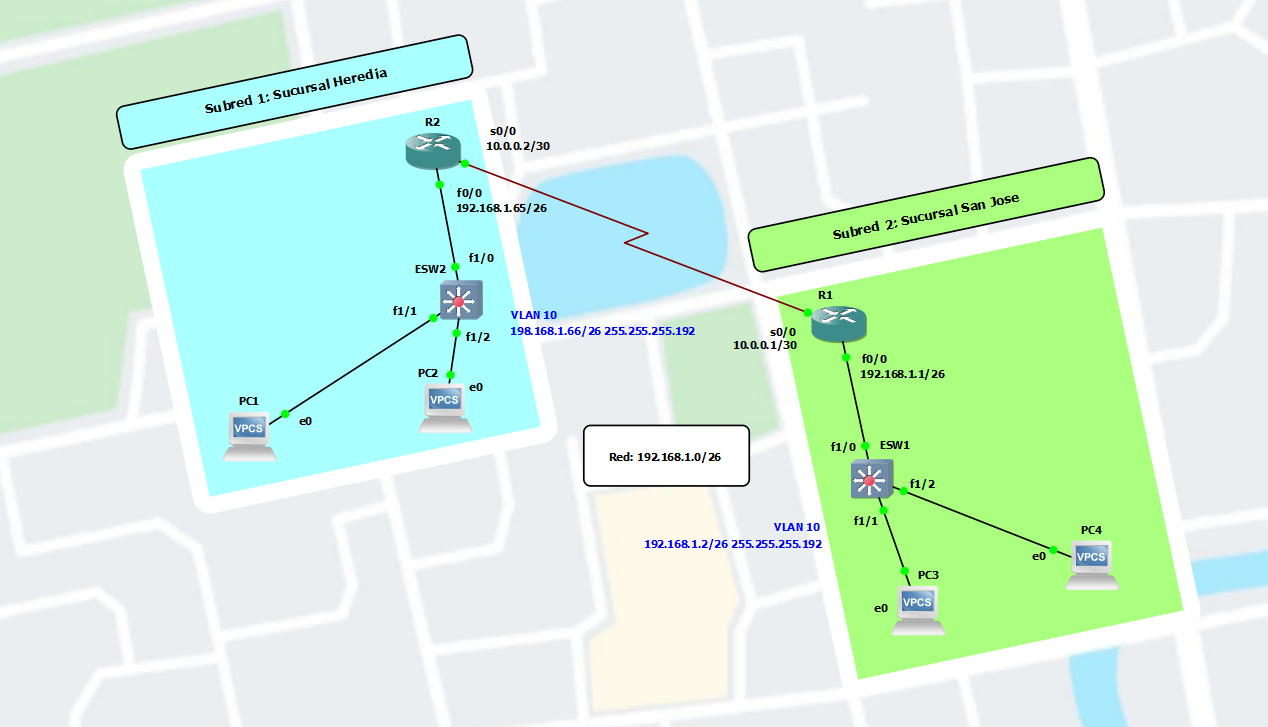 Subred 1: Sucursal Heredia
R2
s0/0
10.0.0.2/30
f0/0
192.168.1.65/26
f1/0
ESW2
f1/1
f1/2
VLAN 10
198.168.1.66/26 255.255.255.192
PC2
e0
VPCS
PC1
e0
VPCS
Subred 2: Sucursal San Jose
R1
s0/0
10.0.0.1/30
f0/0
192.168.1.1/26
Red: 192.168.1.0/26
f1/0
ESW1
f1/2
f1/1
VLAN 10
192.168.1.2/26 255.255.255.192
PC4
e0
VPCS
PC3
e0
VPCS